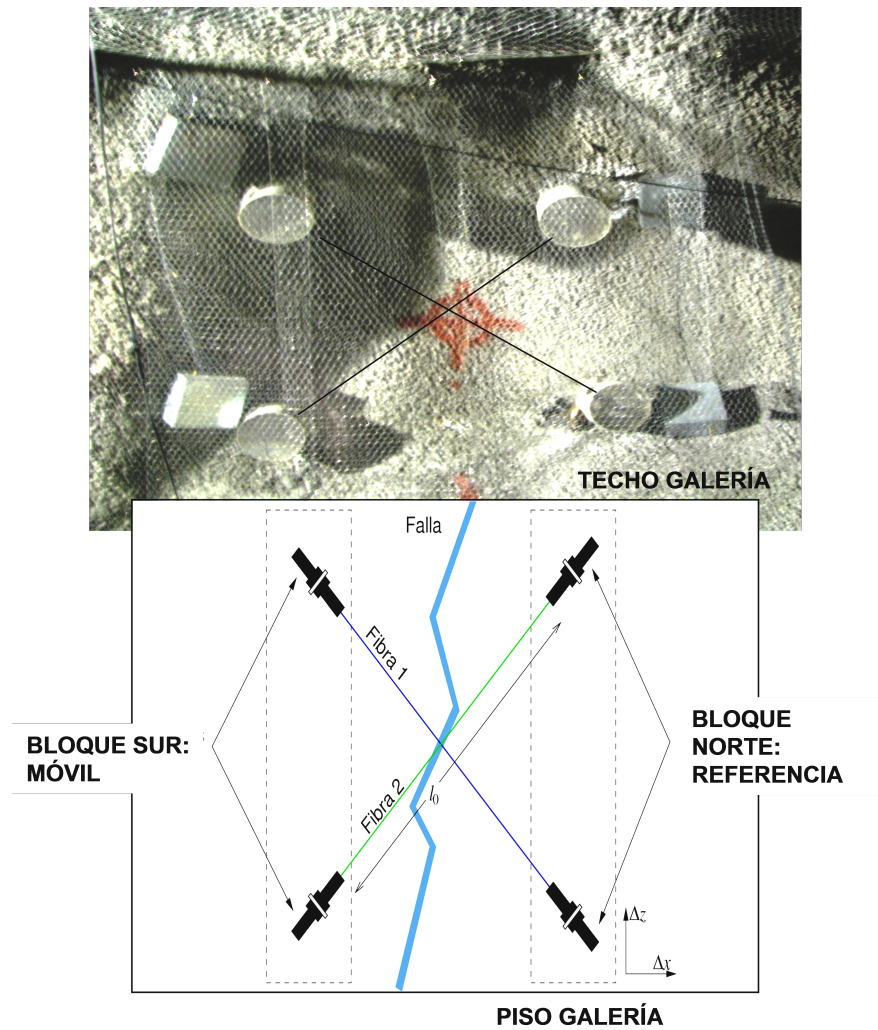 TECHO GALERÍA
Falla
Fibra 1
BLOQUE SUR:
MÓVIL
BLOQUE
NORTE:
REFERENCIA
Fibra 2
l₀
Δz
Δx
PISO GALERÍA